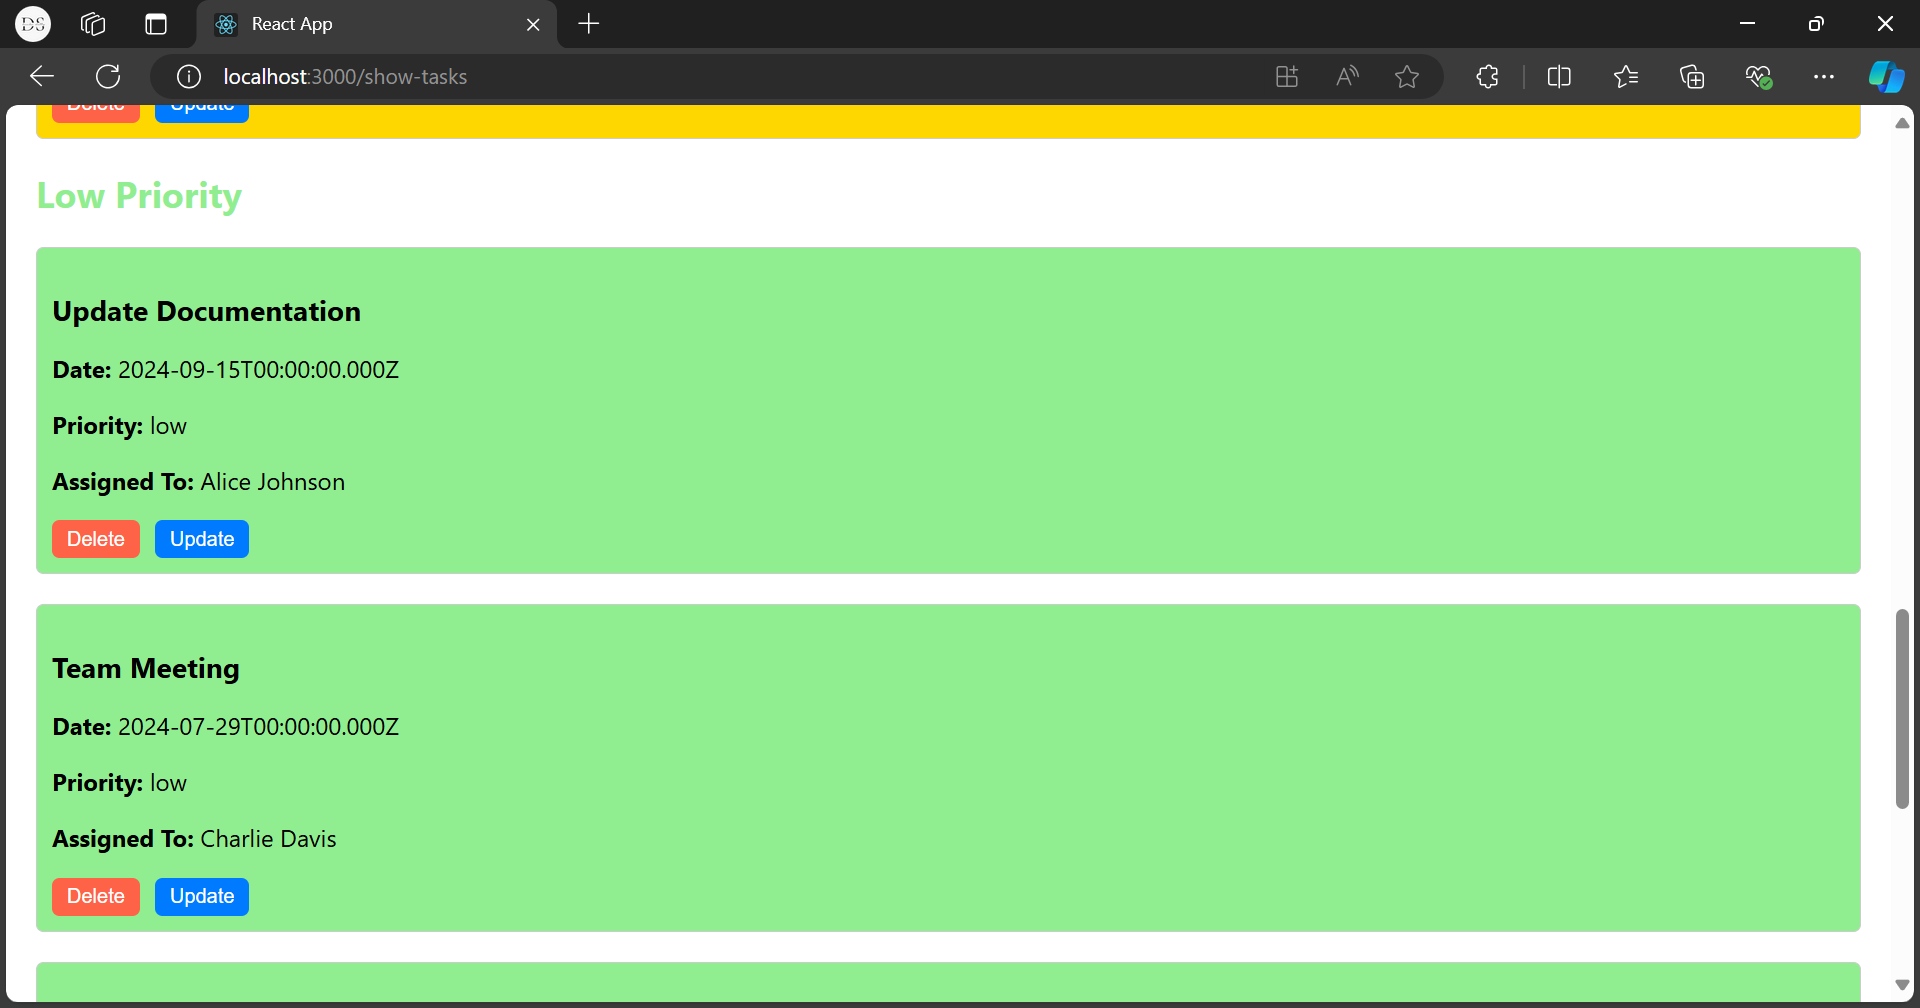 DS
React App
localhost:3000/show-tasks
Delete Update
Low Priority
Update Documentation
Date: 2024-09-15T00:00:00.000Z
Priority: low
Assigned To: Alice Johnson
Delete Update
Team Meeting
Date: 2024-07-29T00:00:00.000Z
Priority: low
Assigned To: Charlie Davis
Delete Update